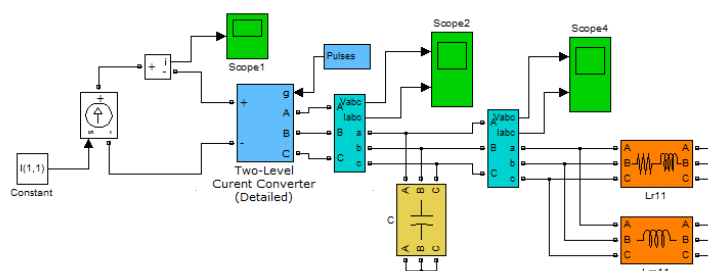 Scope2
Scope4
i
+
-
Scope1
Pulses
g
+
A
B
-
C
Vabc
A
Iabc
a
B
b
C
c
Vabc
A
Iabc
a
B
b
C
c
+
s
-
I(1,1)
Constant
Two-Level
Curent Converter
(Detailed)
A B C
C
A B C
A A
B B
C C
Lr11
A A
B B
C C